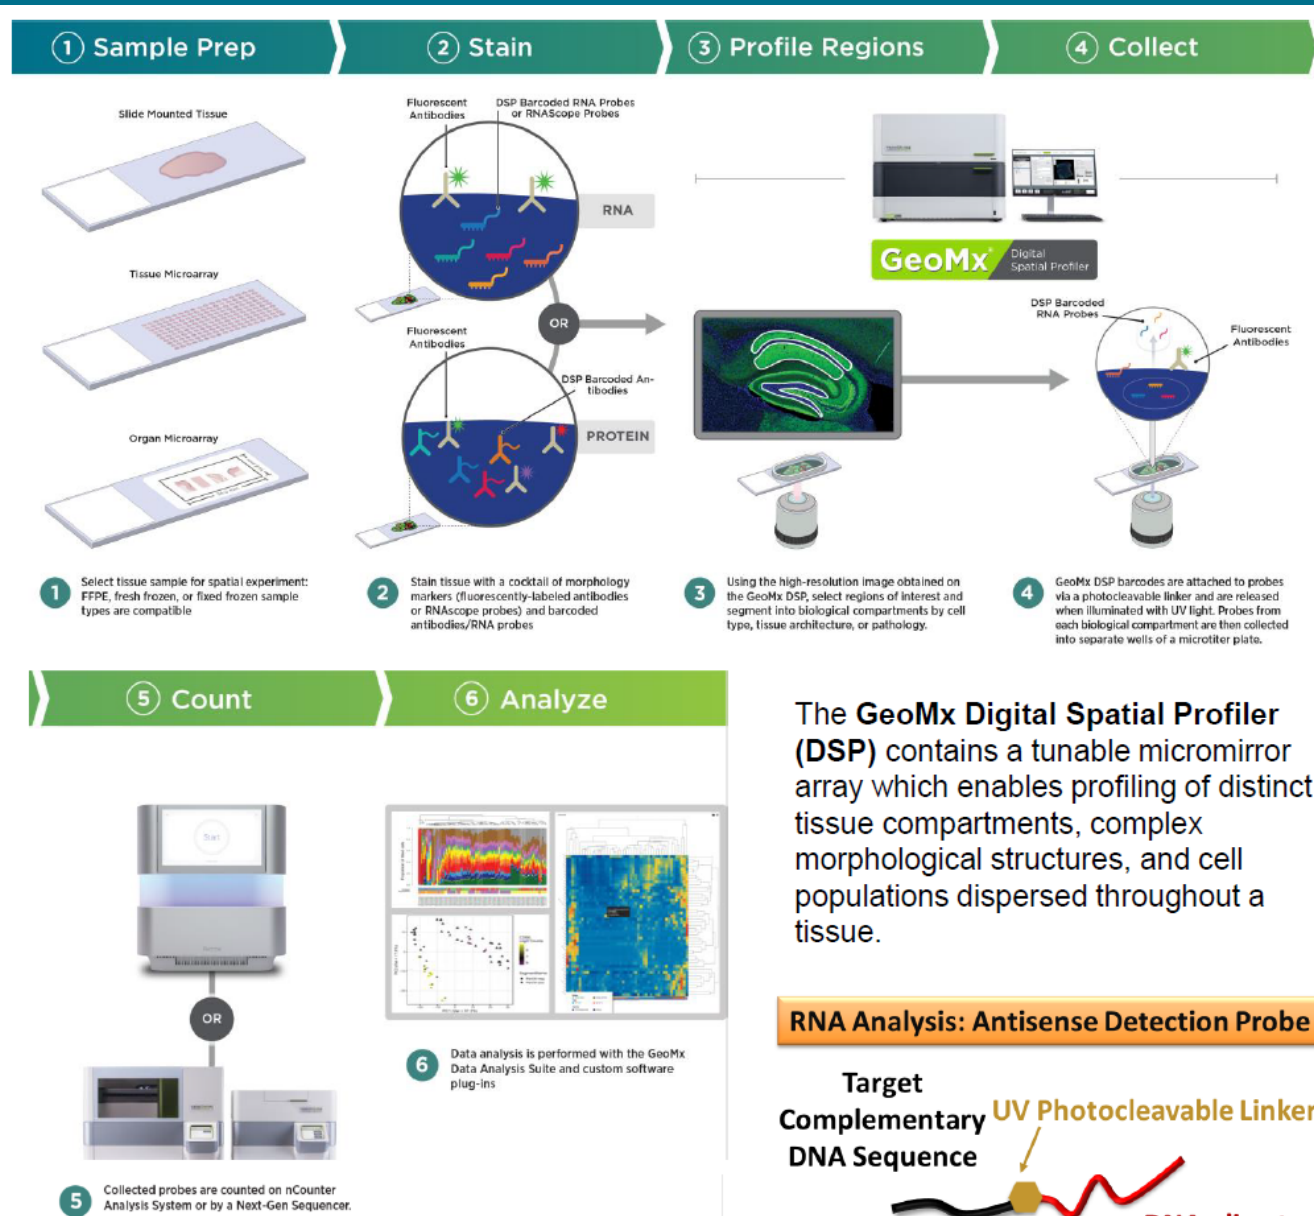 1 Sample Prep
2 Stain
3 Profile Regions
4 Collect
Slide Mounted Tissue
Tissue Microarray
Organ Microarray
Fluorescent
Antibodies
DSP Barcoded RNA Probes
or RNAScope Probes
RNA
OR
Fluorescent
Antibodies
DSP Barcoded An-
tibodies
PROTEIN
GeoMx® Digital
Spatial Profiler
DSP Barcoded
RNA Probes
Fluorescent
Antibodies
1 Select tissue sample for spatial experiment:
FFPE, fresh frozen, or fixed frozen sample
types are compatible
2 Stain tissue with a cocktail of morphology
markers (fluorescently-labeled antibodies
or RNAscope probes) and barcoded
antibodies/RNA probes
3 Using the high-resolution image obtained on
the GeoMx DSP, select regions of interest and
segment into biological compartments by cell
type, tissue architecture, or pathology.
4 GeoMx DSP barcodes are attached to probes
via a photocleavable linker and are released
when illuminated with UV light. Probes from
each biological compartment are then collected
into separate wells of a microtiter plate.
5 Count
6 Analyze
Start
OR
5 Collected probes are counted on nCounter
Analysis System or by a Next-Gen Sequencer.
6 Data analysis is performed with the GeoMx
Data Analysis Suite and custom software
plug-ins
The GeoMx Digital Spatial Profiler
(DSP) contains a tunable micromirror
array which enables profiling of distinct
tissue compartments, complex
morphological structures, and cell
populations dispersed throughout a
tissue.
RNA Analysis: Antisense Detection Probe
Target
Complementary
DNA Sequence
UV Photocleavable Linker